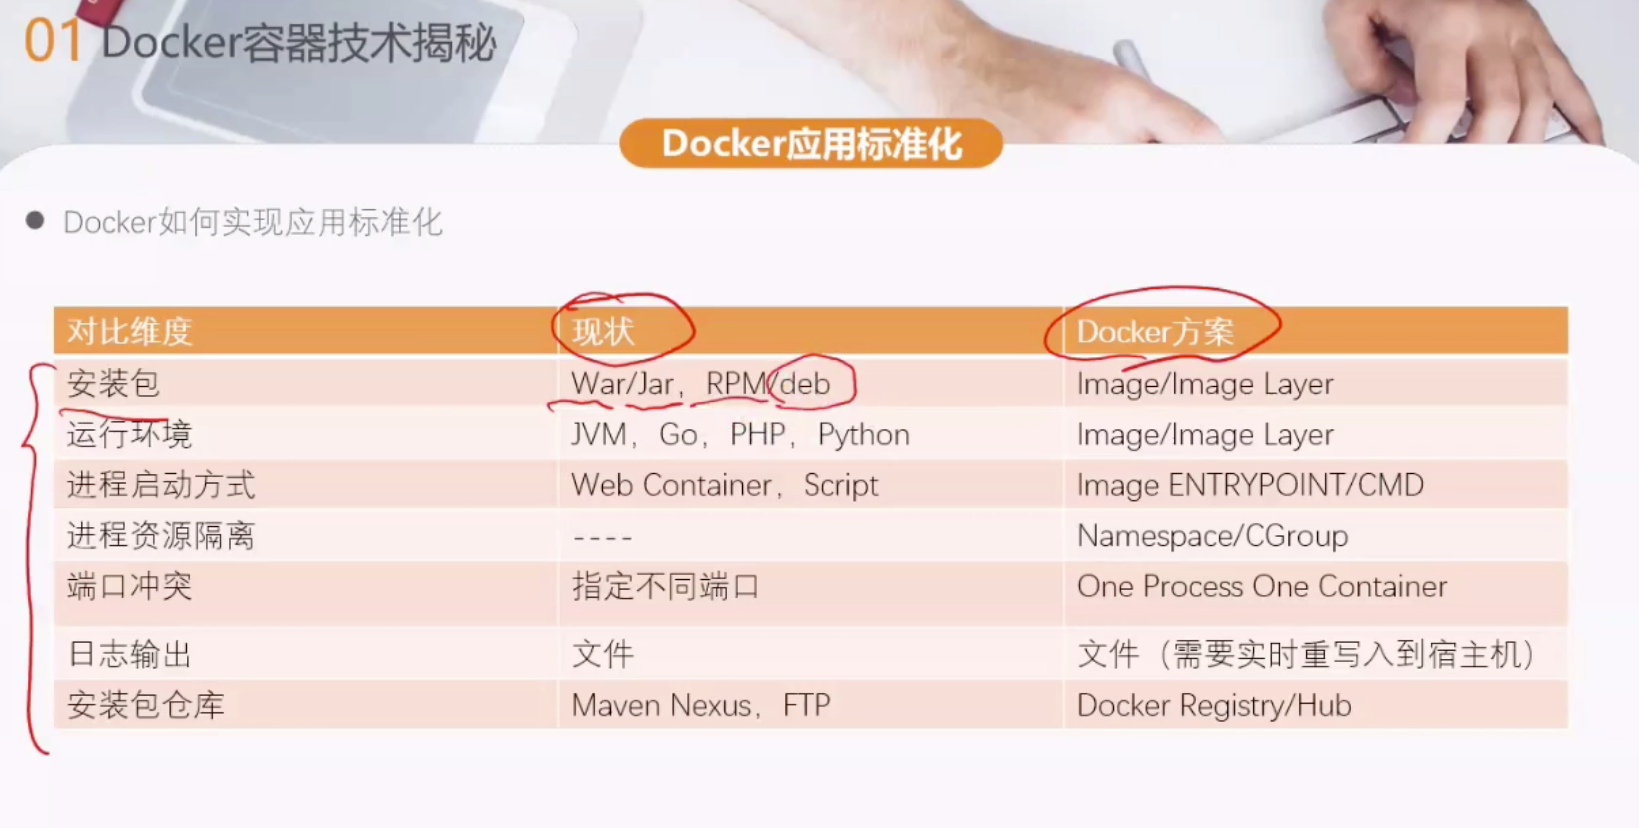 01 Docker容器技术揭秘
Docker应用标准化
● Docker如何实现应用标准化
对比维度 现状 Docker方案
安装包 War/Jar，RPM/deb Image/Image Layer
运行环境 JVM，Go，PHP，Python Image/Image Layer
进程启动方式 Web Container，Script Image ENTRYPOINT/CMD
进程资源隔离 ---- Namespace/CGroup
端口冲突 指定不同端口 One Process One Container
日志输出 文件 文件（需要实时重写入到宿主机）
安装包仓库 Maven Nexus，FTP Docker Registry/Hub